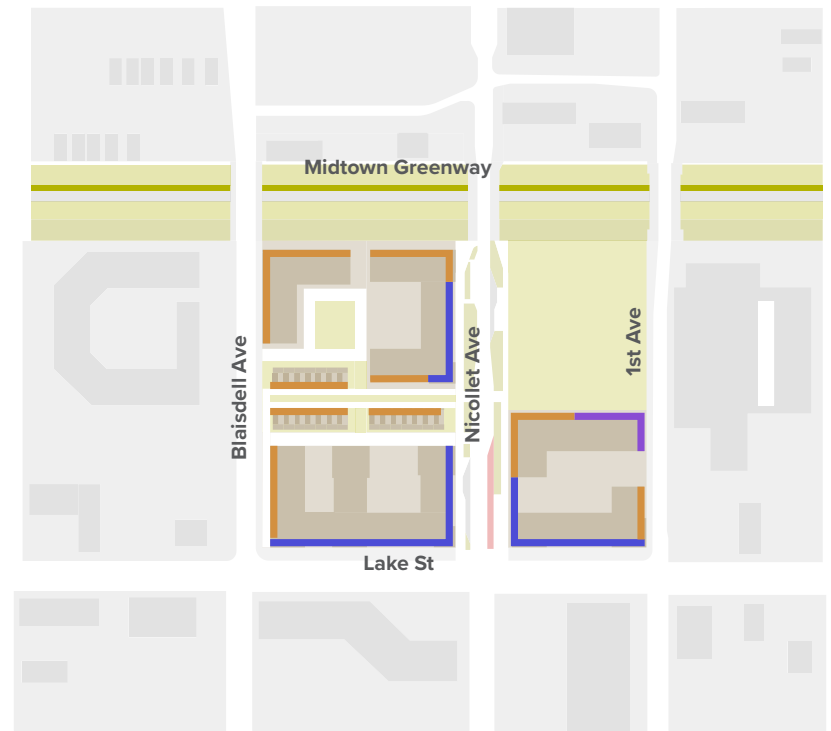 Midtown Greenway
Blaisdell Ave
Nicollet Ave
1st Ave
Lake St